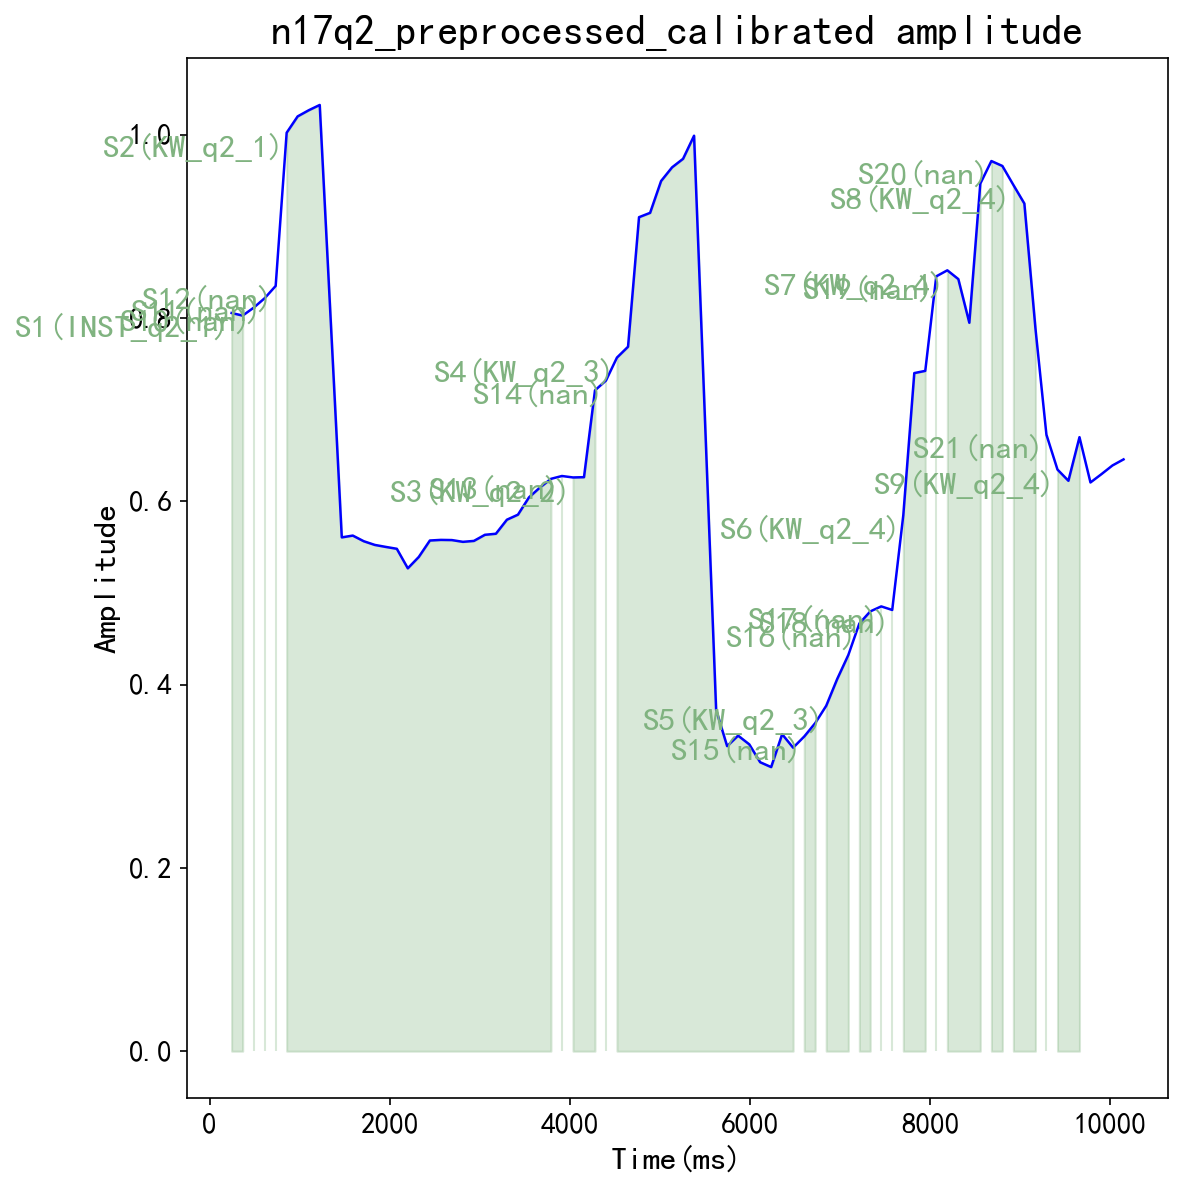 n17q2_preprocessed_calibrated amplitude
1.0
S2(KW_q2_1)
S20(nan)
S8(KW_q2_4)
S7(KW_q2_4)
S19(nan)
S12(nan)
0.8
S1(INST_q2_1)
S4(KW_q2_3)
S14(nan)
S21(nan)
S9(KW_q2_4)
S3(KW_q2_2)
S13(nan)
0.6
S6(KW_q2_4)
Amplitude
S17(nan)
S18(nan)
S16(nan)
0.4
S5(KW_q2_3)
S15(nan)
0.2
0.0
0 2000 4000 6000 8000 10000
Time(ms)